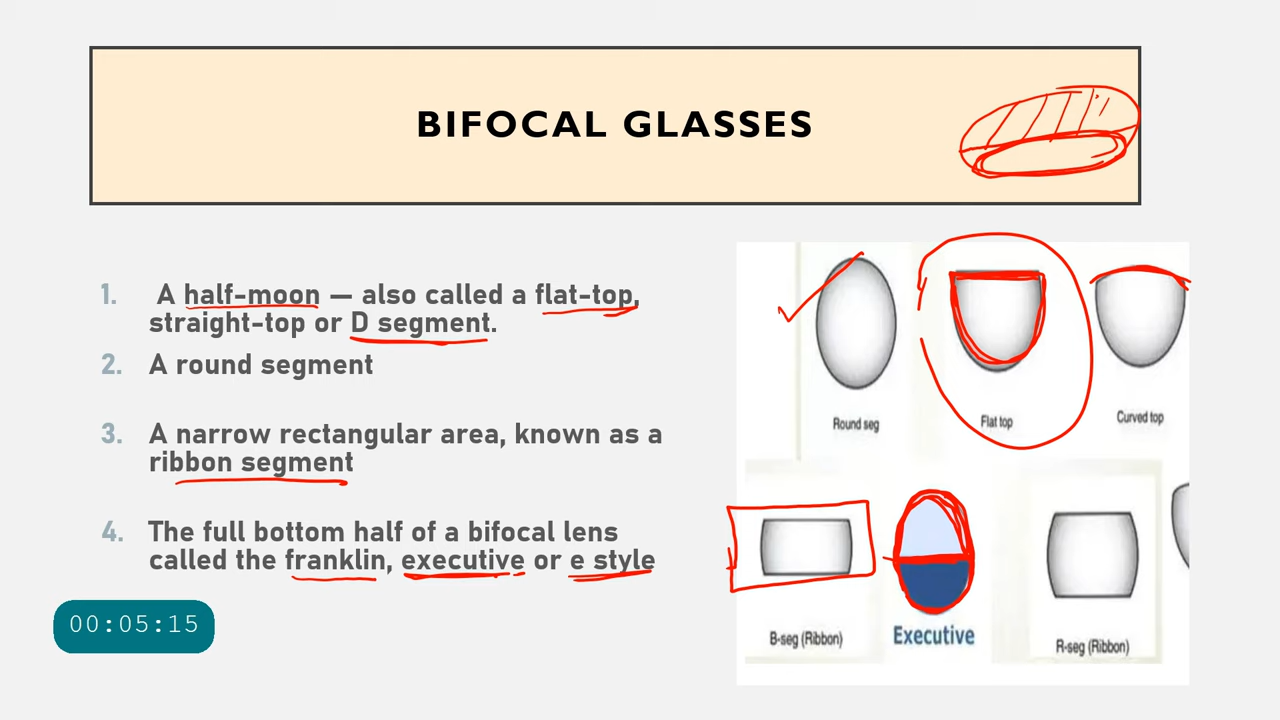 BIFOCAL GLASSES
1. A half-moon — also called a flat-top,
straight-top or D segment.
2. A round segment
3. A narrow rectangular area, known as a
ribbon segment
4. The full bottom half of a bifocal lens
called the franklin, executive or e style
00:05:15
Round seg
Flat top
Curved top
B-seg (Ribbon)
Executive
R-seg (Ribbon)